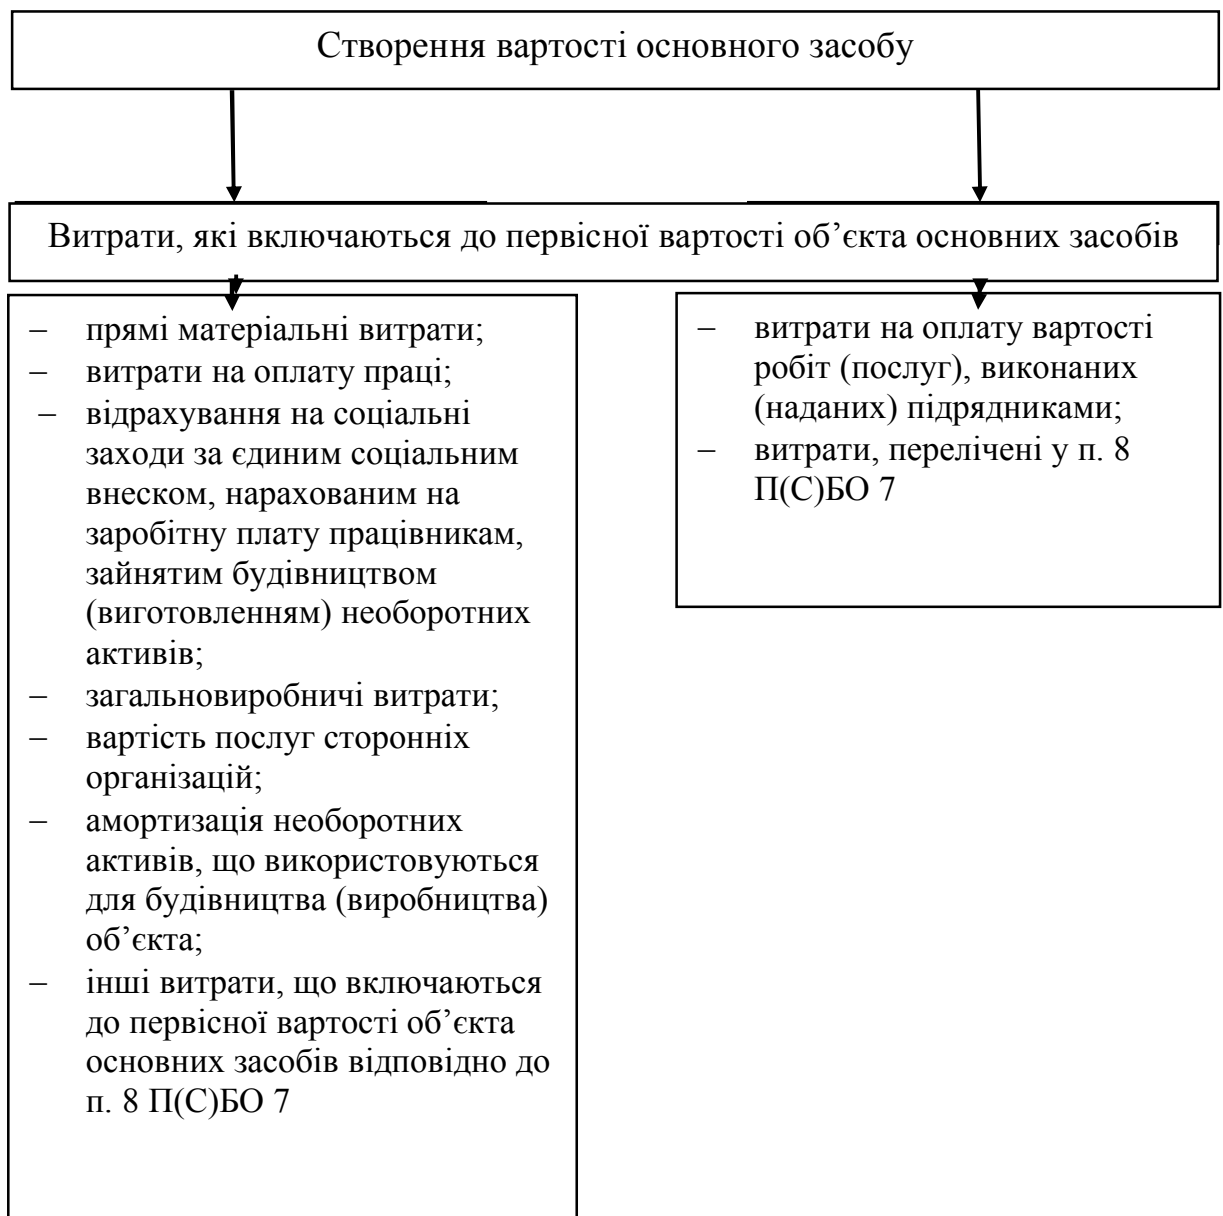 Створення вартості основного засобу
Витрати, які включаються до первісної вартості об’єкта основних засобів
– прямі матеріальні витрати;
– витрати на оплату праці;
– відрахування на соціальні
заходи за єдиним соціальним
внеском, нарахованим на
заробітну плату працівникам,
зайнятим будівництвом
(виготовленням) необоротних
активів;
– загальновиробничі витрати;
– вартість послуг сторонніх
організацій;
– амортизація необоротних
активів, що використовуються
для будівництва (виробництва)
об’єкта;
– інші витрати, що включаються
до первісної вартості об’єкта
основних засобів відповідно до
п. 8 П(С)БО 7
– витрати на оплату вартості
робіт (послуг), виконаних
(наданих) підрядниками;
– витрати, перелічені у п. 8
П(С)БО 7